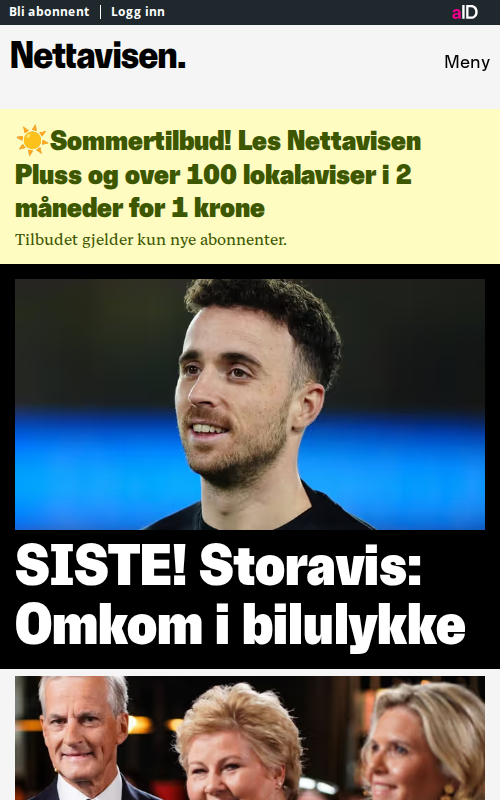 Bli abonnent
Logg inn
aID
Nettavisen.
Meny
☀️Sommertilbud! Les Nettavisen
Pluss og over 100 lokalaviser i 2
måneder for 1 krone
Tilbudet gjelder kun nye abonnenter.
SISTE! Storavis:
Omkom i bilulykke